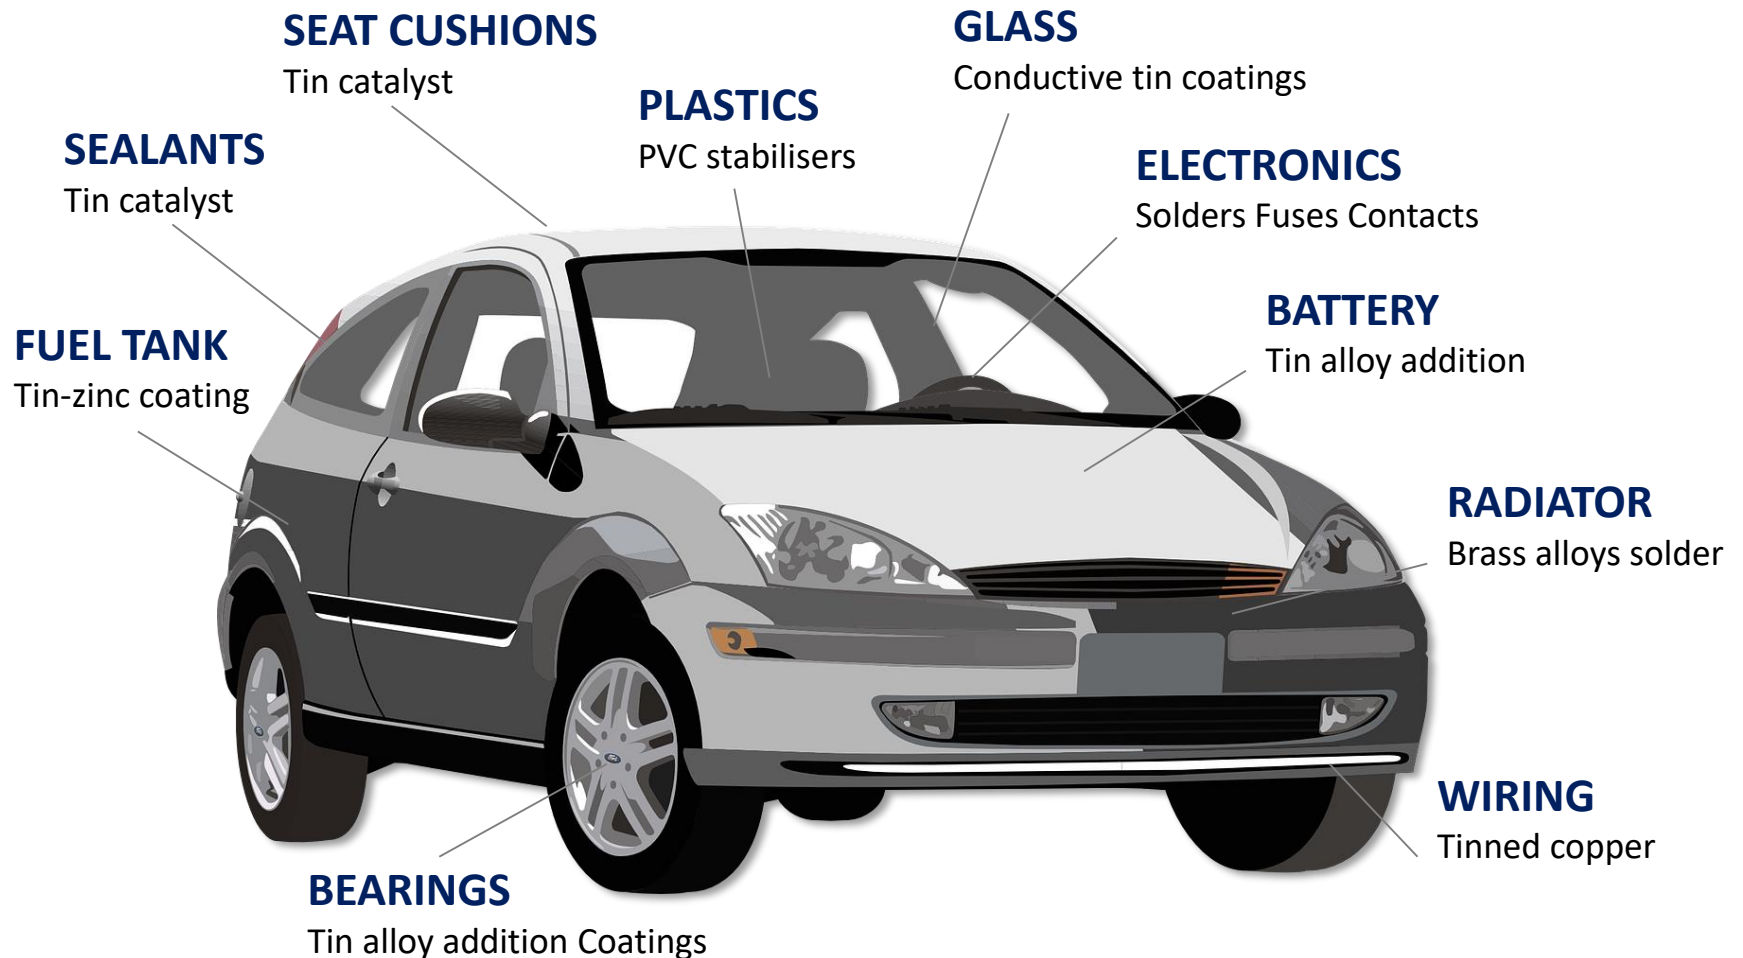 SEAT CUSHIONS
Tin catalyst
GLASS
Conductive tin coatings
PLASTICS
PVC stabilisers
SEALANTS
Tin catalyst
ELECTRONICS
Solders Fuses Contacts
BATTERY
Tin alloy addition
FUEL TANK
Tin-zinc coating
RADIATOR
Brass alloys solder
WIRING
Tinned copper
BEARINGS
Tin alloy addition Coatings